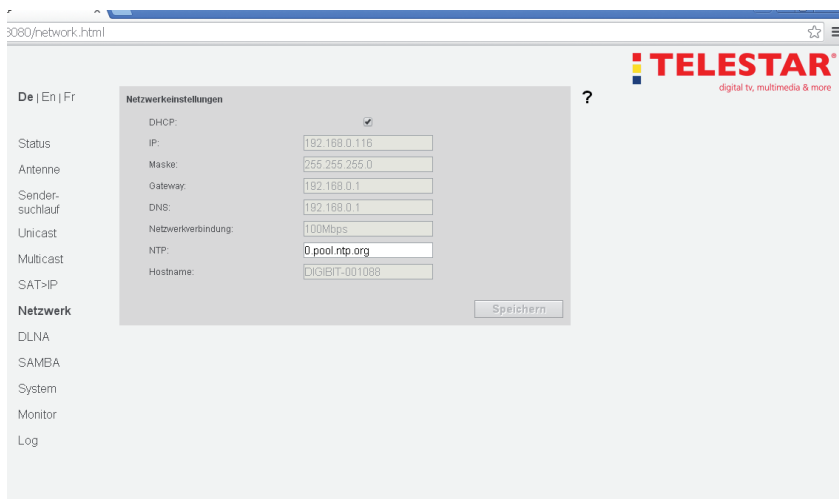 8080/network.html
TELESTAR®
digital tv, multimedia & more
De | En | Fr
Netzwerkeinstellungen
?
DHCP:
Status
IP: 192.168.0.116
Maske: 255.255.255.0
Antenne
Gateway: 192.168.0.1
Sender-
suchlauf
DNS: 192.168.0.1
Unicast
Netzwerkverbindung: 100Mbps
NTP: 0.pool.ntp.org
Multicast
Hostname: DIGIBIT-001088
SAT>IP
Netzwerk
Speichern
DLNA
SAMBA
System
Monitor
Log